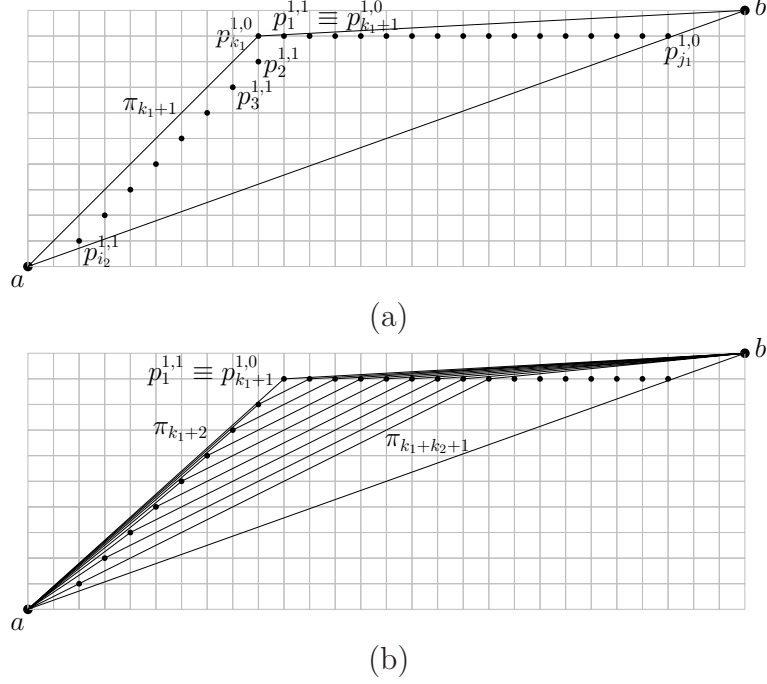 p_{k_1}^{1,0} p_1^{1,1} ≡ p_{k_1+1}^{1,0} b
p_2^{1,1} p_{j_1}^{1,0}
π_{k_1+1} p_3^{1,1}
p_{i_2}^{1,1}
a
(a)
p_1^{1,1} ≡ p_{k_1+1}^{1,0} b
π_{k_1+2} π_{k_1+k_2+1}
a
(b)